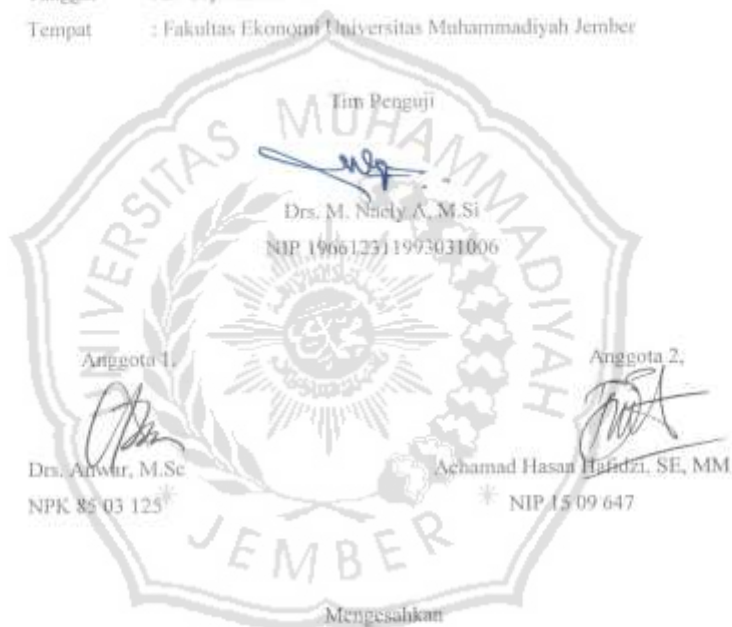 Tempat : Fakultas Ekonomi Universitas Muhammadiyah Jember
Tim Penguji
Drs. M. Naely A, M.Si
NIP. 196612311993031006
Anggota 1,
Anggota 2,
Drs. Anwar, M.Sc
Achamad Hasan Hafidzi, SE, MM
NPK 85 03 125
NIP 15 09 647
UNIVERSITAS MUHAMMADIYAH
JEMBER
Mengesahkan